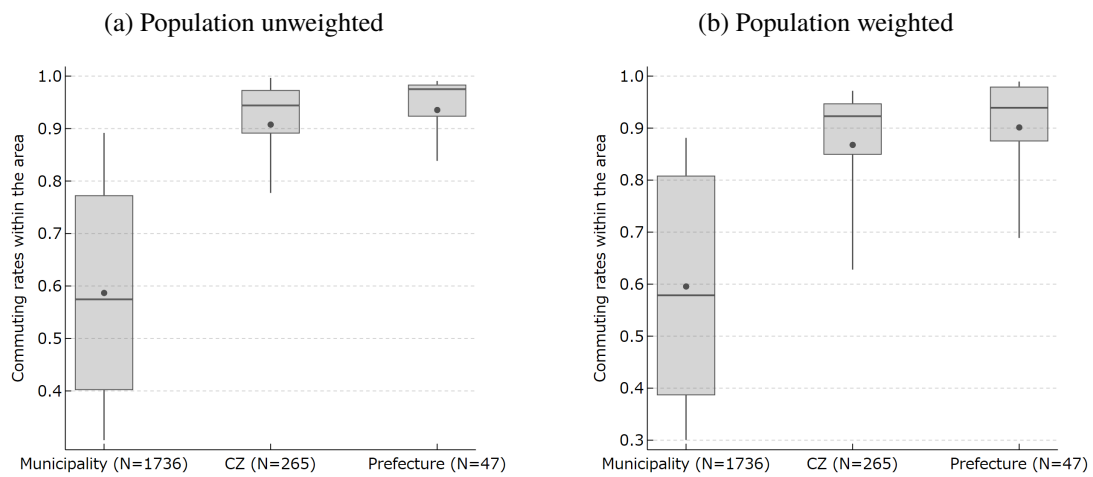 (a) Population unweighted
Commuting rates within the area
1.0
0.9
0.8
0.7
0.6
0.5
0.4
Municipality (N=1736) CZ (N=265) Prefecture (N=47)
(b) Population weighted
Commuting rates within the area
1.0
0.9
0.8
0.7
0.6
0.5
0.4
0.3
Municipality (N=1736) CZ (N=265) Prefecture (N=47)